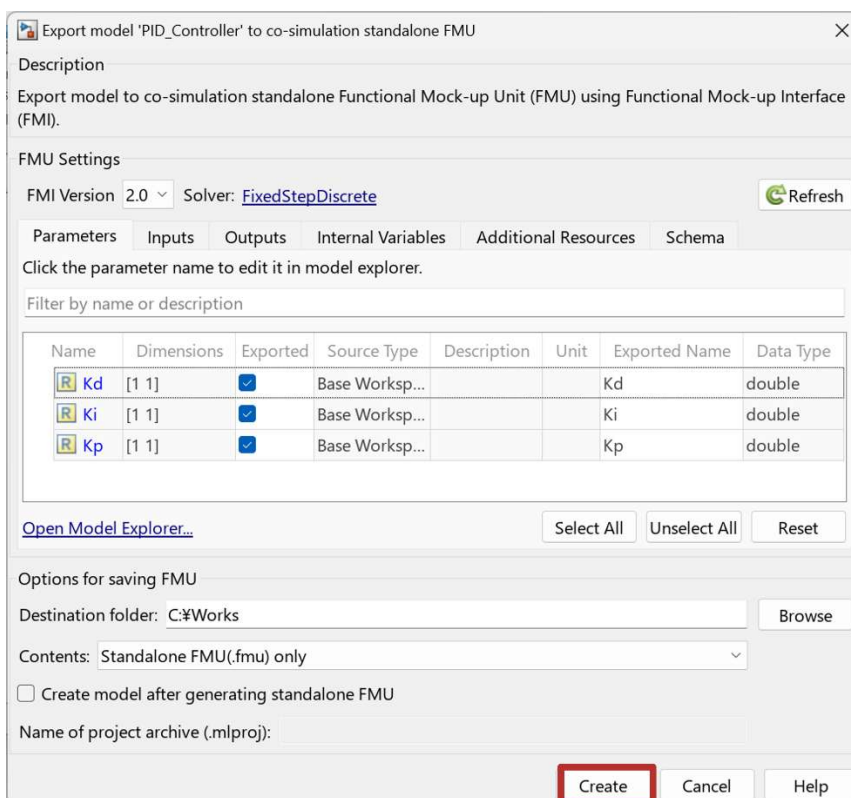 Export model 'PID_Controller' to co-simulation standalone FMU
Description
Export model to co-simulation standalone Functional Mock-up Unit (FMU) using Functional Mock-up Interface
(FMI).
FMU Settings
FMI Version 2.0 Solver: FixedStepDiscrete Refresh
Parameters Inputs Outputs Internal Variables Additional Resources Schema
Click the parameter name to edit it in model explorer.
Filter by name or description
Name Dimensions Exported Source Type Description Unit Exported Name Data Type
R Kd [1 1] Base Worksp... Kd double
R Ki [1 1] Base Worksp... Ki double
R Kp [1 1] Base Worksp... Kp double
Open Model Explorer... Select All Unselect All Reset
Options for saving FMU
Destination folder: C:¥Works Browse
Contents: Standalone FMU(.fmu) only
Create model after generating standalone FMU
Name of project archive (.mlproj):
Create Cancel Help